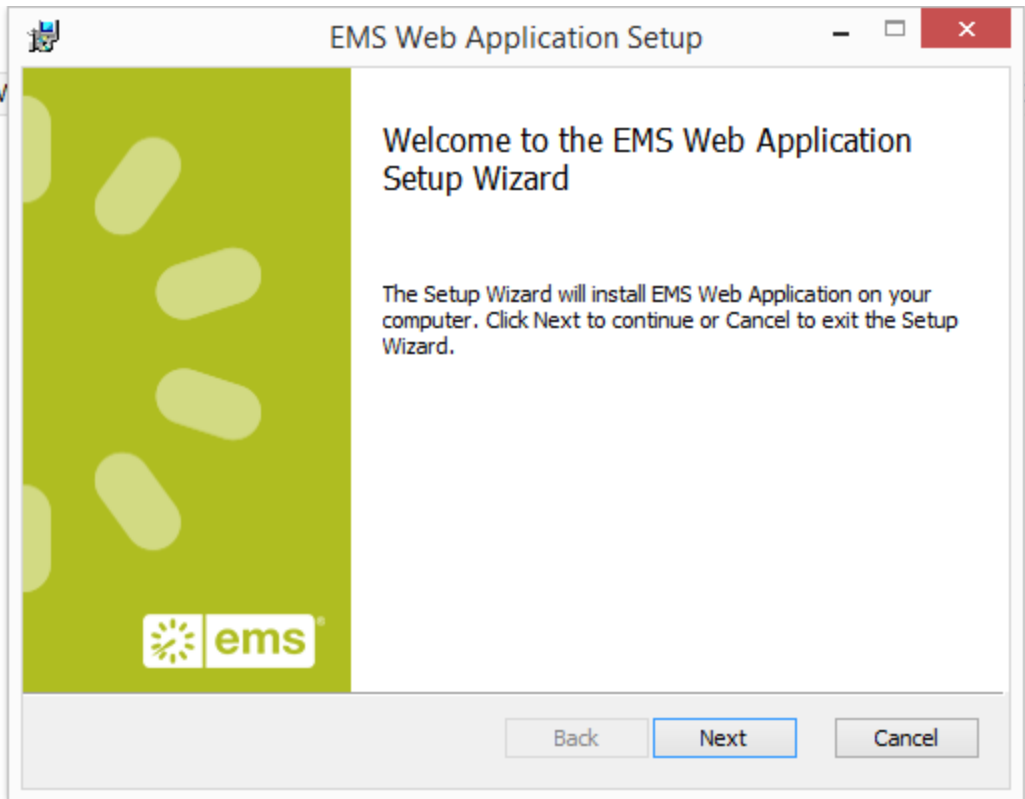 EMS Web Application Setup
Welcome to the EMS Web Application
Setup Wizard
The Setup Wizard will install EMS Web Application on your
computer. Click Next to continue or Cancel to exit the Setup
Wizard.
ems®
Back
Next
Cancel